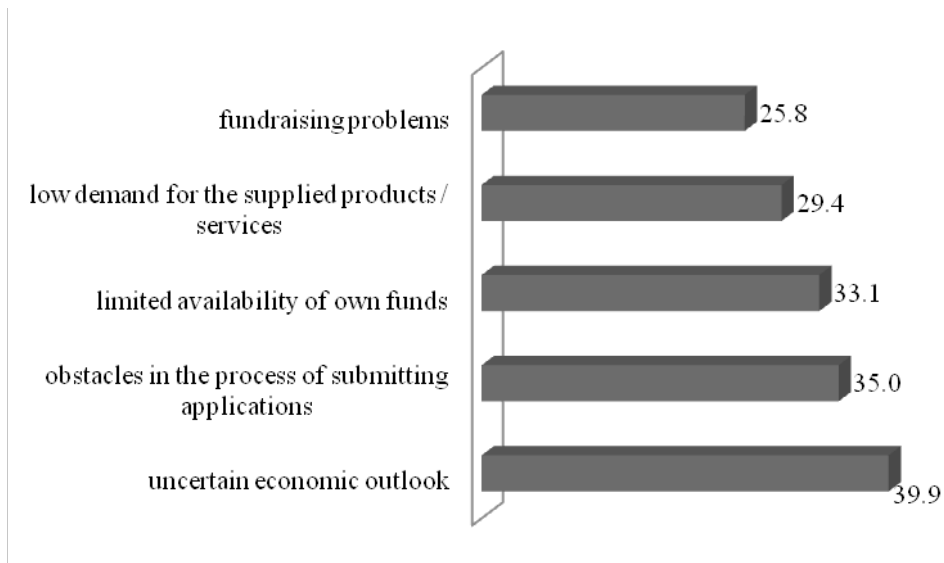 fundraising problems
25.8
low demand for the supplied products /
services
29.4
limited availability of own funds
33.1
obstacles in the process of submitting
applications
35.0
uncertain economic outlook
39.9